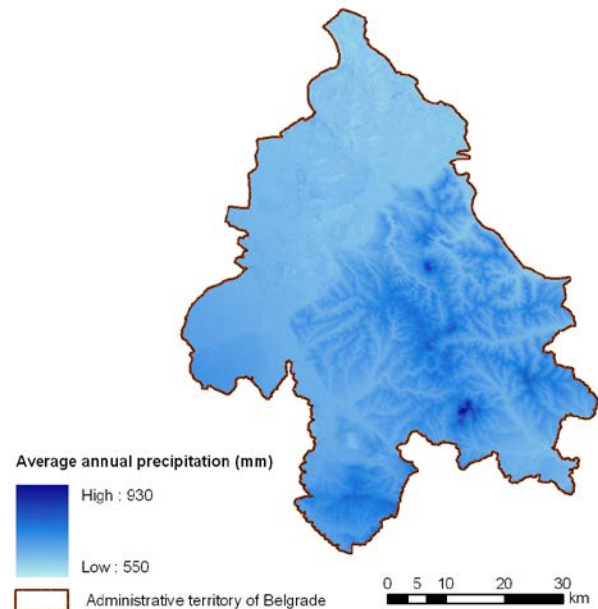 Average annual precipitation (mm)
High : 930
Low : 550
Administrative territory of Belgrade
0 5 10 20 30
km